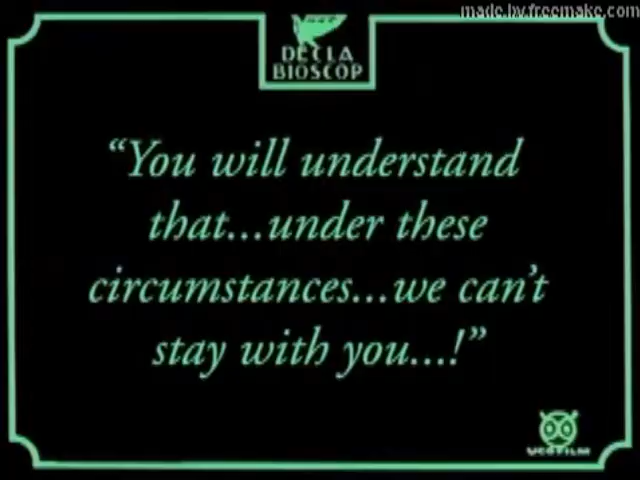 made.by.freemake.com
DECLA
BIOSCOP
“You will understand
that...under these
circumstances...we can't
stay with you...!”